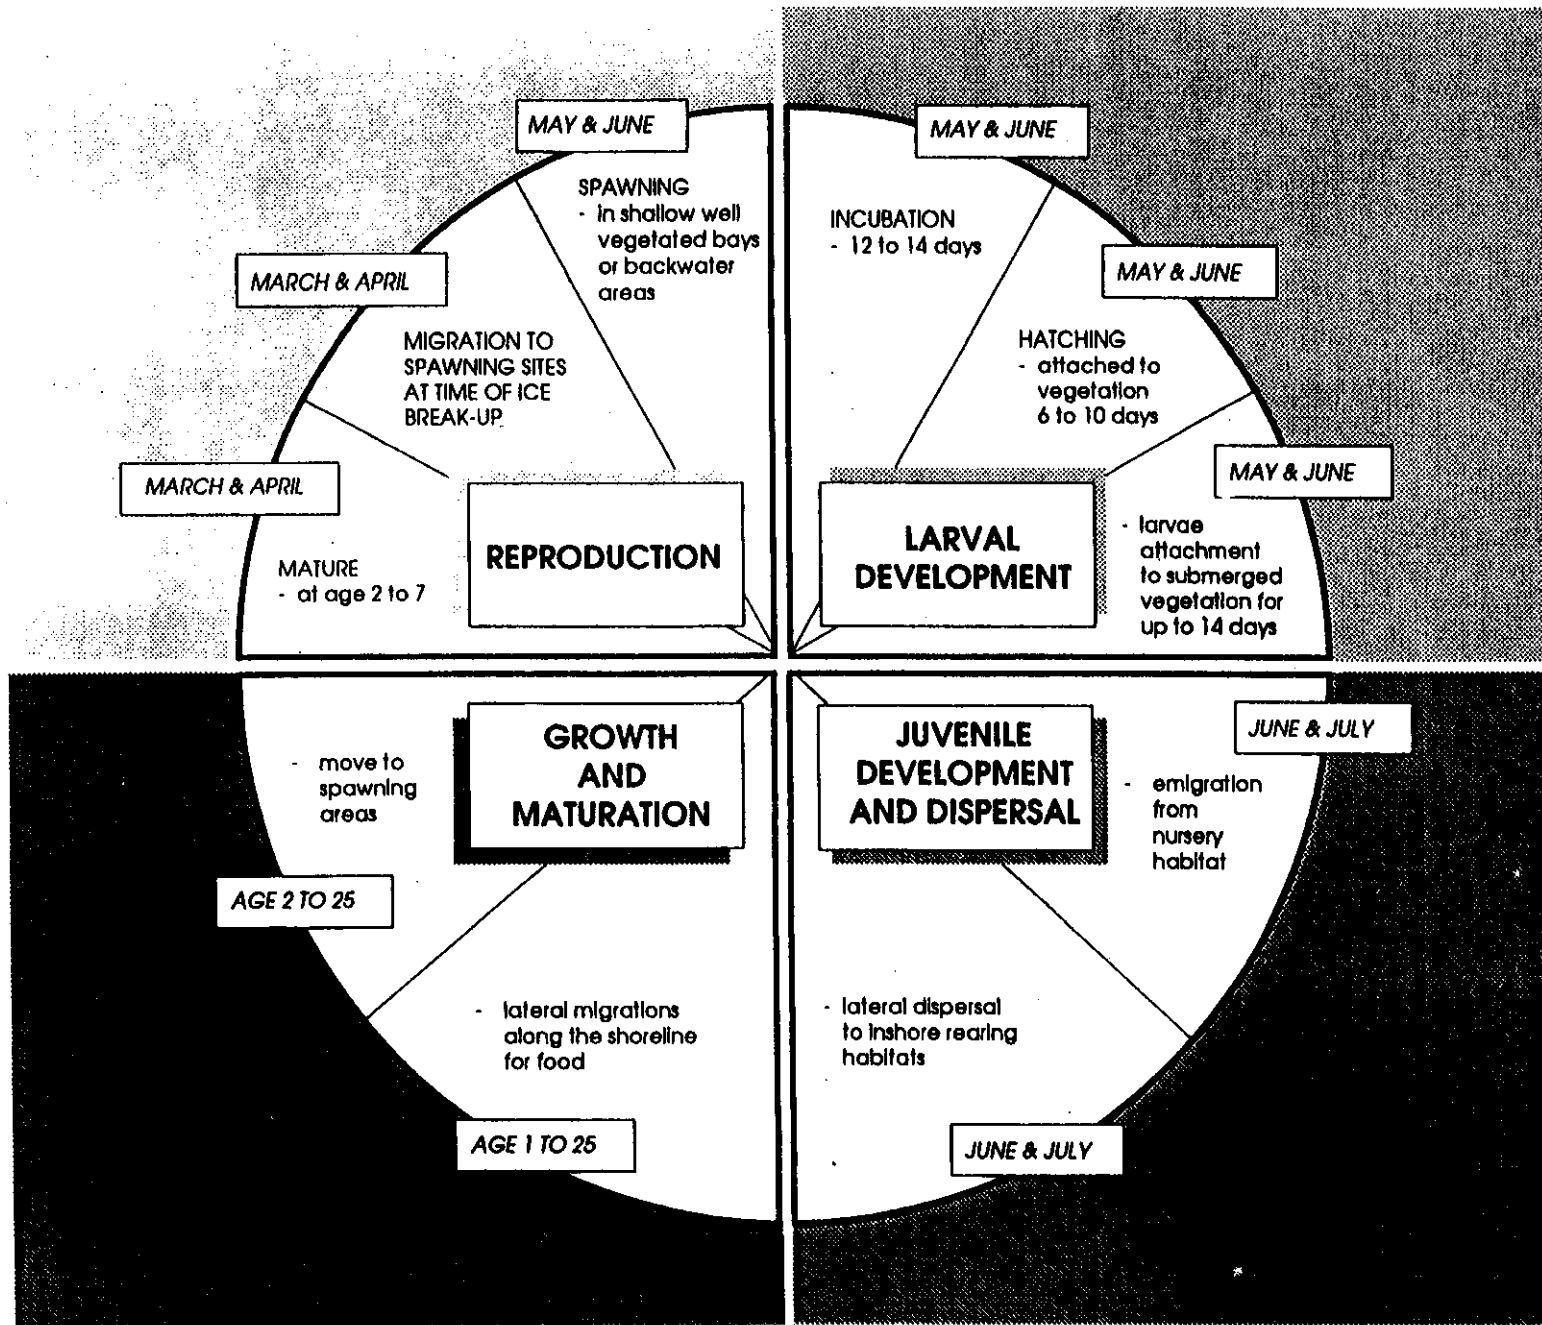 MAY & JUNE
SPAWNING
- in shallow well
vegetated bays
or backwater
areas
MARCH & APRIL
MIGRATION TO
SPAWNING SITES
AT TIME OF ICE
BREAK-UP
MARCH & APRIL
MATURE
- at age 2 to 7
REPRODUCTION
MAY & JUNE
INCUBATION
- 12 to 14 days
MAY & JUNE
HATCHING
- attached to
vegetation
6 to 10 days
MAY & JUNE
- larvae
attachment
to submerged
vegetation for
up to 14 days
LARVAL
DEVELOPMENT
- move to
spawning
areas
GROWTH
AND
MATURATION
AGE 2 TO 25
- lateral migrations
along the shoreline
for food
AGE 1 TO 25
JUVENILE
DEVELOPMENT
AND DISPERSAL
JUNE & JULY
- emigration
from
nursery
habitat
- lateral dispersal
to inshore rearing
habitats
JUNE & JULY